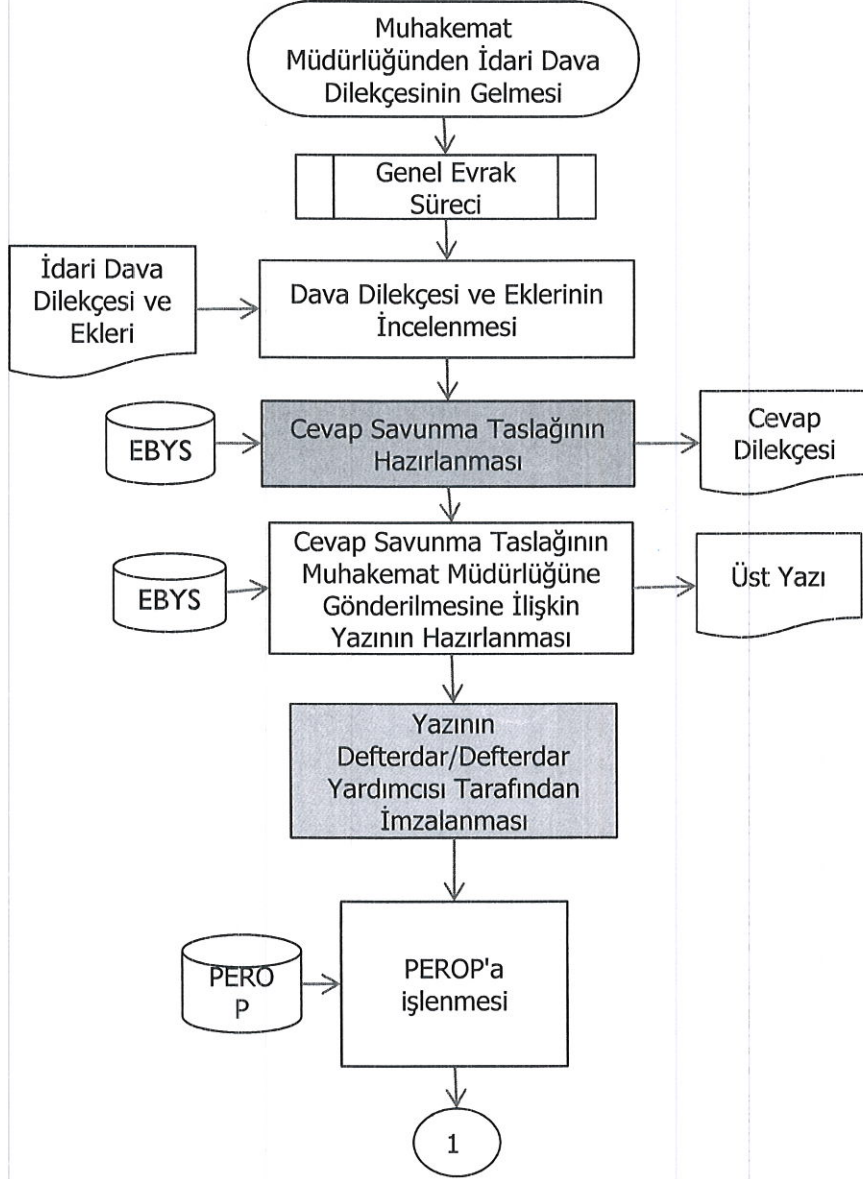 Muhakemat
Müdürlüğünden İdari Dava
Dilekçesinin Gelmesi
Genel Evrak
Süreci
İdari Dava
Dilekçesi ve
Ekleri
Dava Dilekçesi ve Eklerinin
İncelenmesi
EBYS
Cevap Savunma Taslağının
Hazırlanması
Cevap
Dilekçesi
EBYS
Cevap Savunma Taslağının
Muhakemat Müdürlüğüne
Gönderilmesine İlişkin
Yazının Hazırlanması
Üst Yazı
Yazının
Defterdar/Defterdar
Yardımcısı Tarafından
İmzalanması
PERO
P
PEROP'a
işlenmesi
1